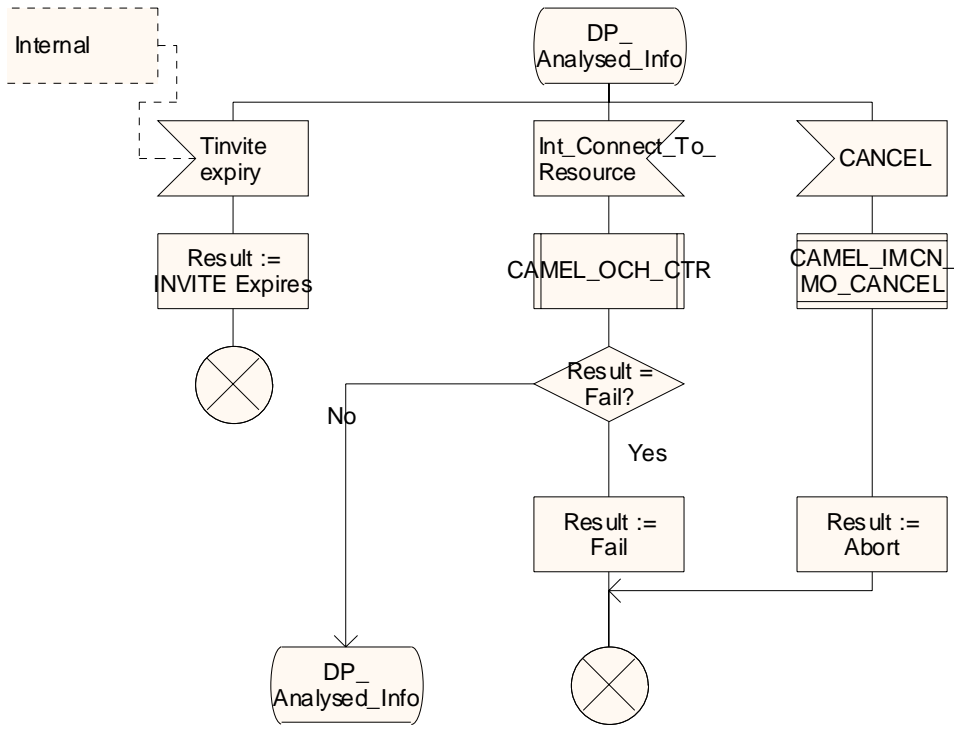 Internal
DP_
Analysed_Info
Tinvite
expiry
Int_Connect_To_
Resource
CANCEL
Result :=
INVITE Expires
CAMEL_OCH_CTR
CAMEL_IMCN_
MO_CANCEL
Result =
Fail?
No
Yes
Result :=
Fail
Result :=
Abort
DP_
Analysed_Info